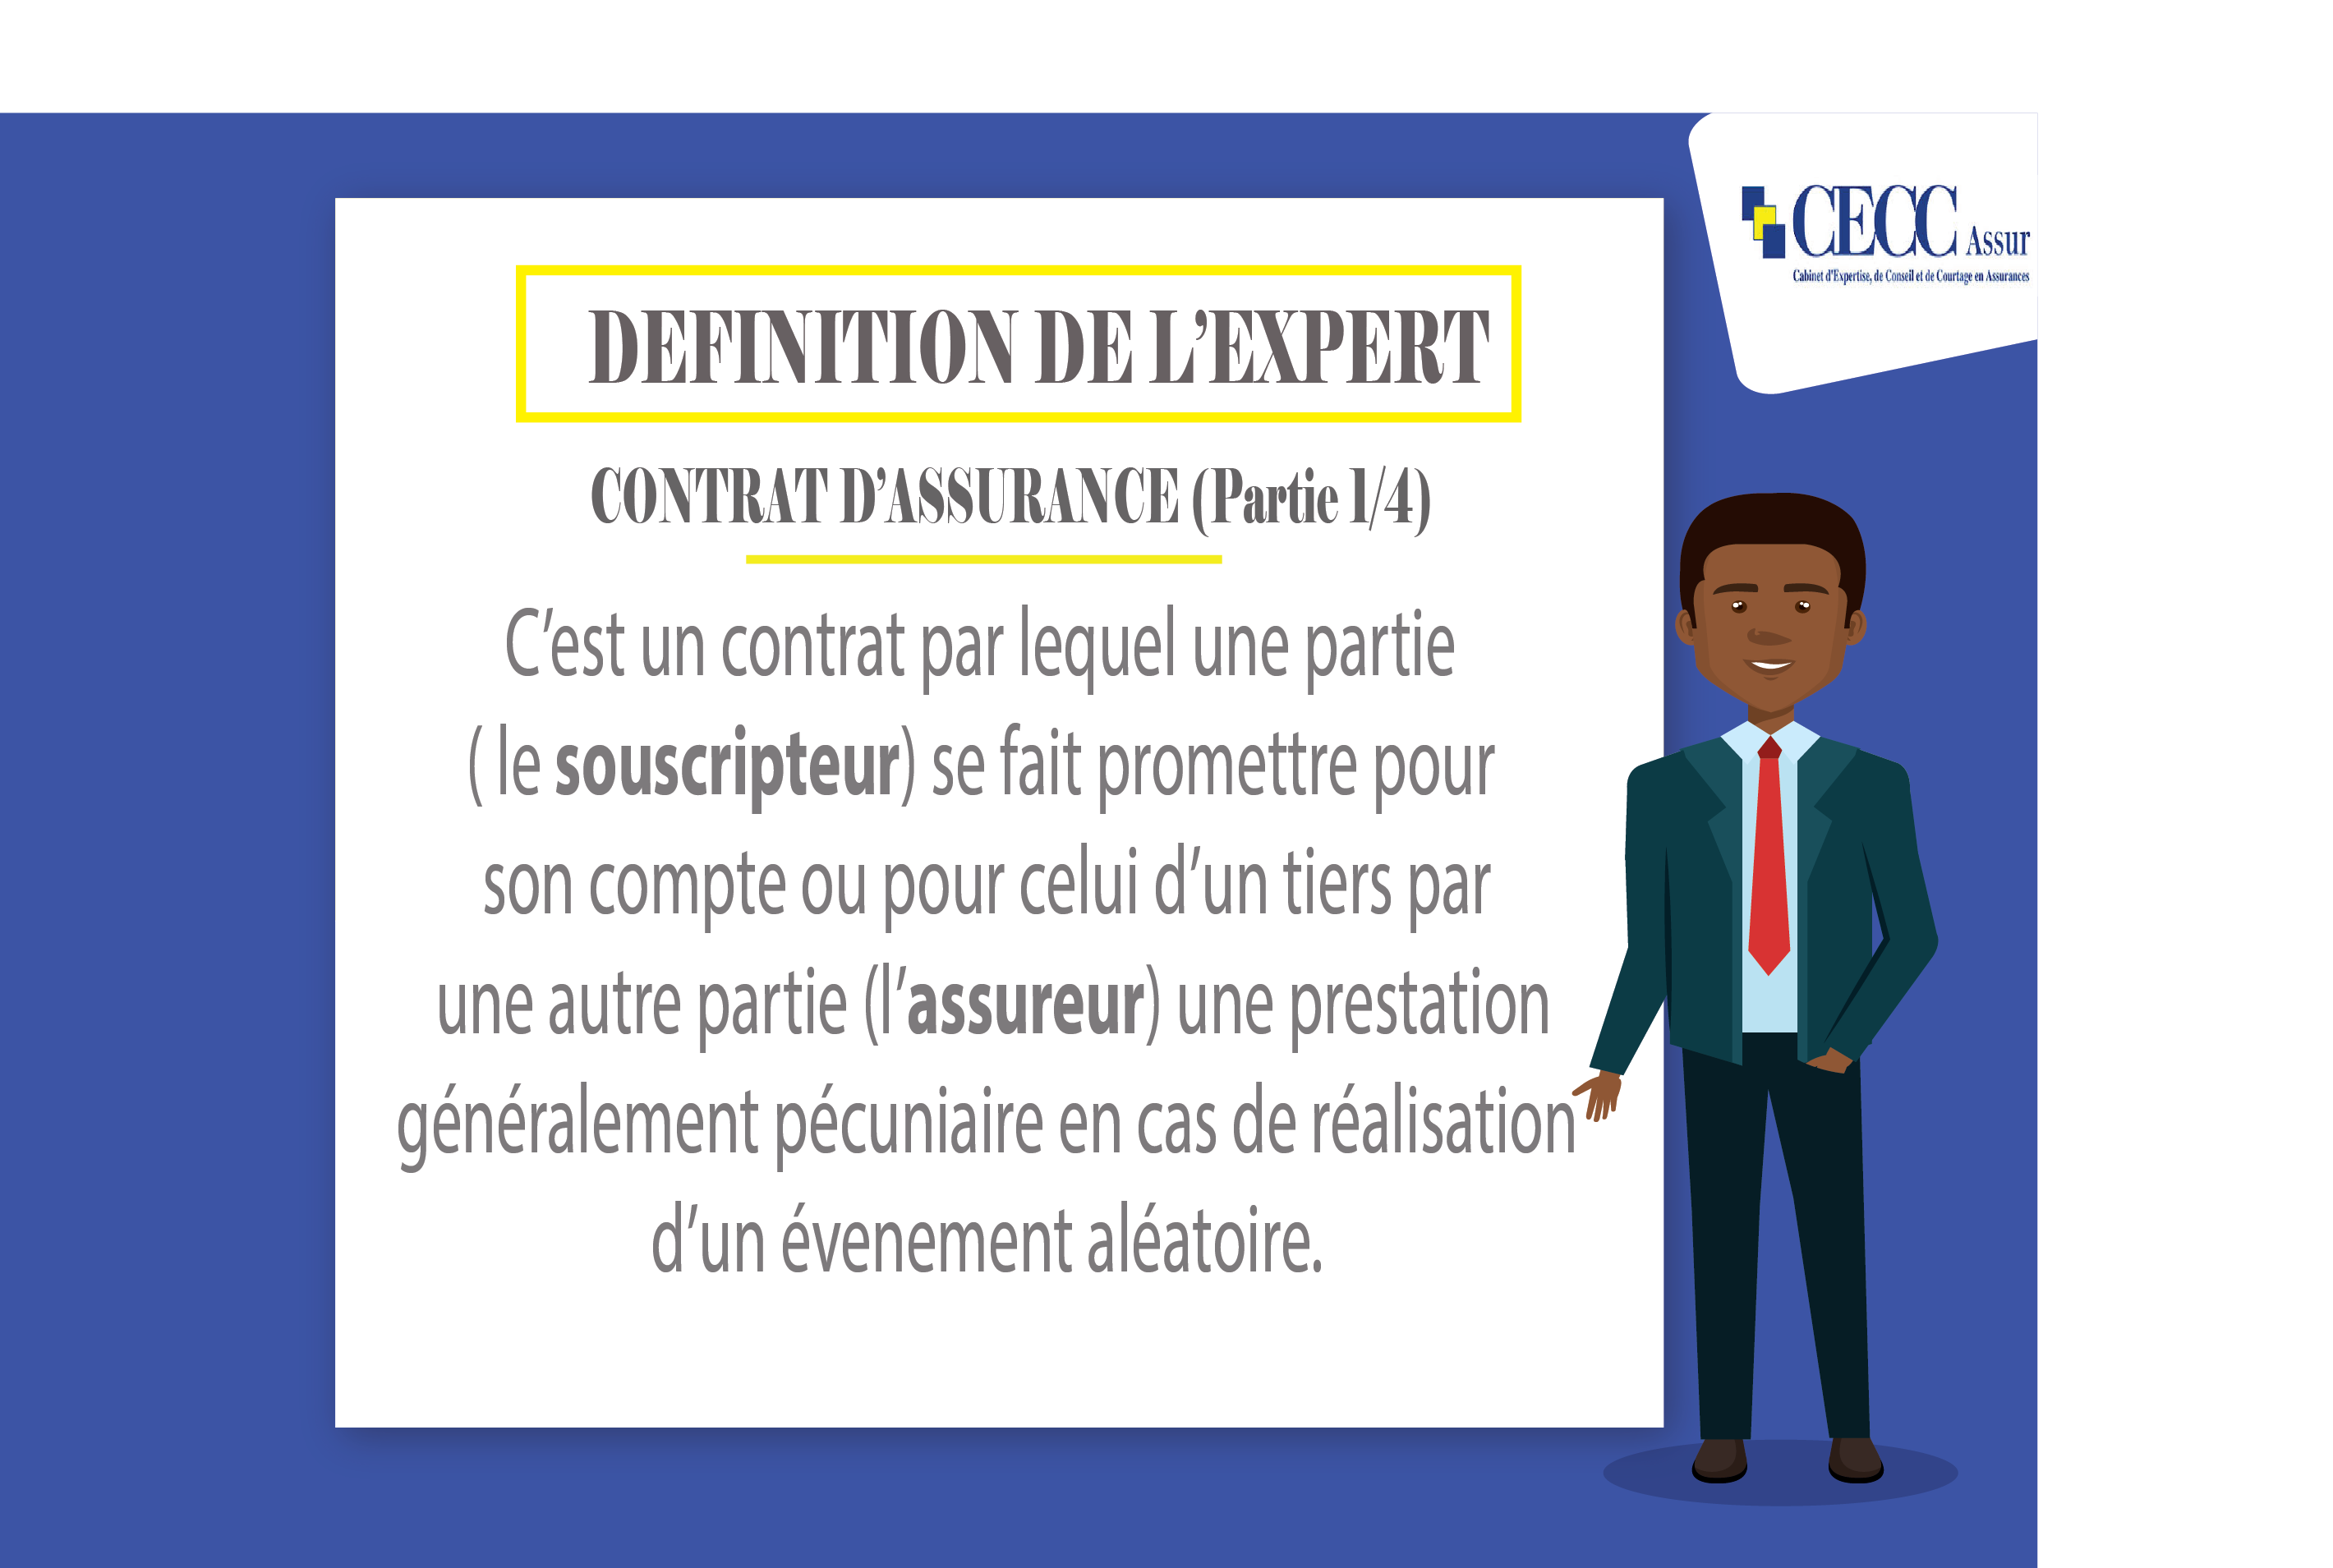 CECC Assur
Cabinet d'Expertise, de Conseil et de Courtage en Assurances
DEFINITION DE L'EXPERT
CONTRAT D'ASSURANCE (Partie 1/4)
C'est un contrat par lequel une partie
( le souscripteur) se fait promettre pour
son compte ou pour celui d'un tiers par
une autre partie (l'assureur) une prestation
généralement pécuniaire en cas de réalisation
d'un évenement aléatoire.